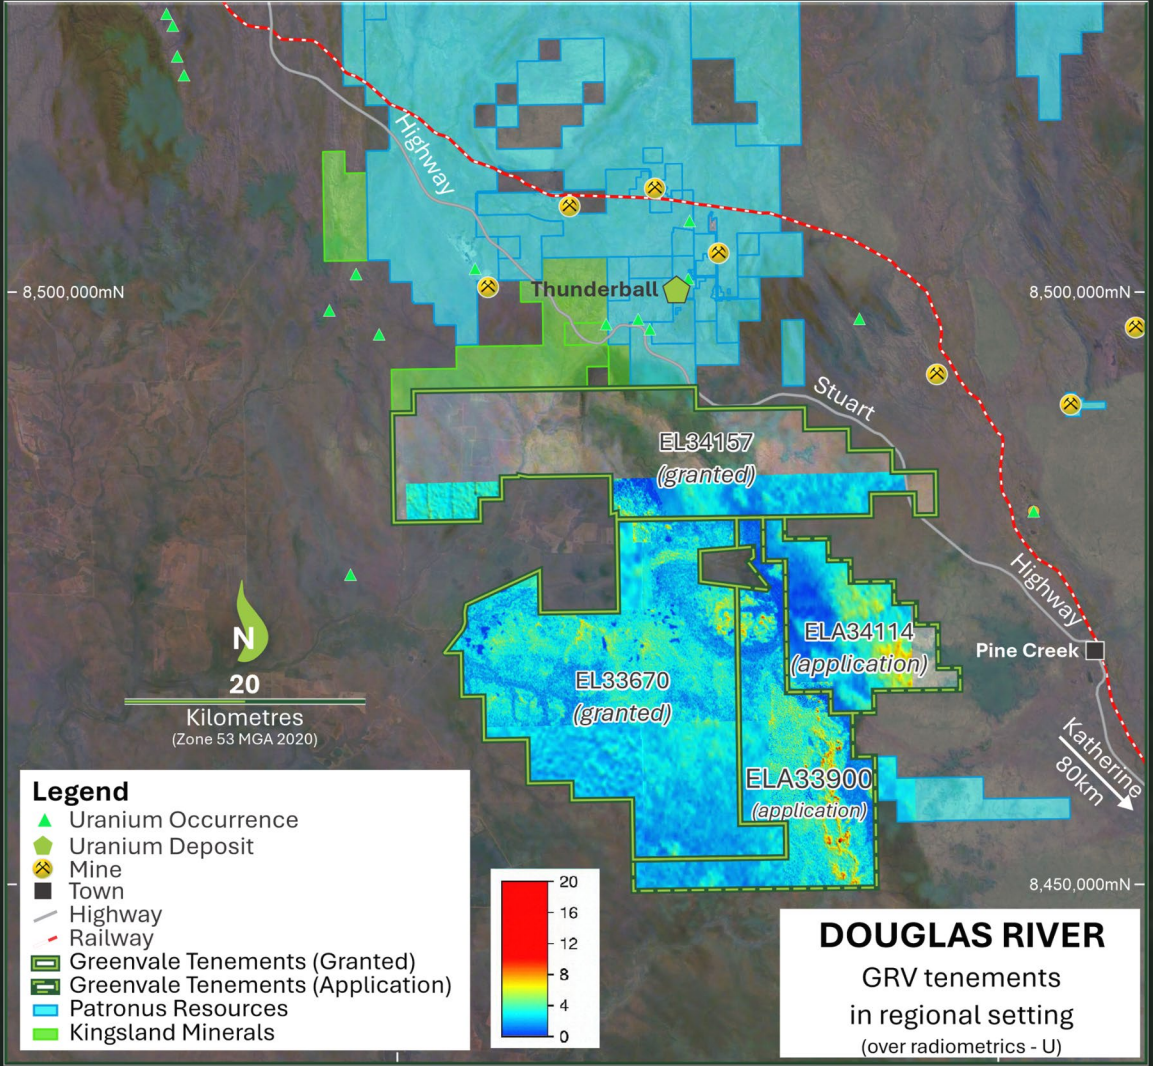 Highway
8,500,000mN
Thunderball
8,500,000mN
Stuart
EL34157
(granted)
Highway
ELA34114
(application)
Pine Creek
EL33670
(granted)
N
20
Kilometres
(Zone 53 MGA 2020)
Katherine
80km
ELA33900
(application)
Legend
Uranium Occurrence
Uranium Deposit
Mine
Town
Highway
Railway
Greenvale Tenements (Granted)
Greenvale Tenements (Application)
Patronus Resources
Kingsland Minerals
20
16
12
8
4
0
8,450,000mN
DOUGLAS RIVER
GRV tenements
in regional setting
(over radiometrics - U)